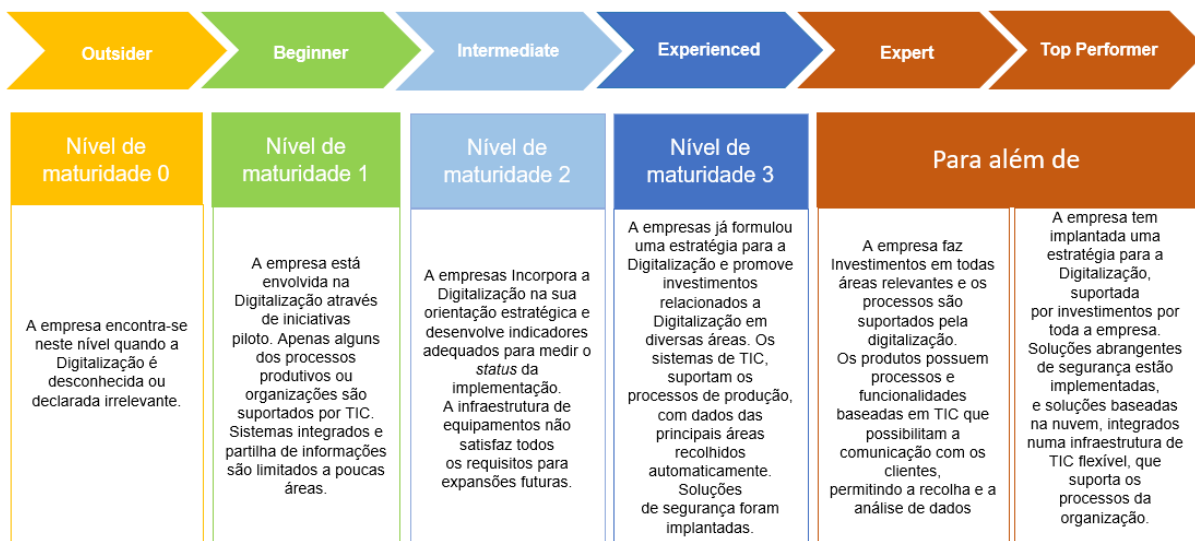 Outsider
Beginner
Intermediate
Experienced
Expert
Top Performer
Nível de
maturidade 0
Nível de
maturidade 1
Nível de
maturidade 2
Nível de
maturidade 3
Para além de
A empresa encontra-se
neste nível quando a
Digitalização é
desconhecida ou
declarada irrelevante.
A empresa está
envolvida na
Digitalização através
de iniciativas
piloto. Apenas alguns
dos processos
produtivos ou
organizações são
suportados por TIC.
Sistemas integrados e
partilha de informações
são limitados a poucas
áreas.
A empresas Incorpora a
Digitalização na sua
orientação estratégica e
desenvolve indicadores
adequados para medir o
status da
implementação.
A infraestrutura de
equipamentos não
satisfaz todos
os requisitos para
expansões futuras.
A empresas já formulou
uma estratégia para a
Digitalização e promove
investimentos
relacionados a
Digitalização em
diversas áreas. Os
sistemas de TIC,
suportam os
processos de produção,
com dados das
principais áreas
recolhidos
automaticamente.
Soluções
de segurança foram
implantadas.
A empresa faz
Investimentos em todas
áreas relevantes e os
processos são
suportados pela
digitalização.
Os produtos possuem
processos e
funcionalidades
baseadas em TIC que
possibilitam a
comunicação com os
clientes,
permitindo a recolha e a
análise de dados
A empresa tem
implantada uma
estratégia para a
Digitalização,
suportada
por investimentos por
toda a empresa.
Soluções abrangentes
de segurança estão
implementadas,
e soluções baseadas
na nuvem, integrados
numa infraestrutura de
TIC flexível, que
suporta os
processos da
organização.